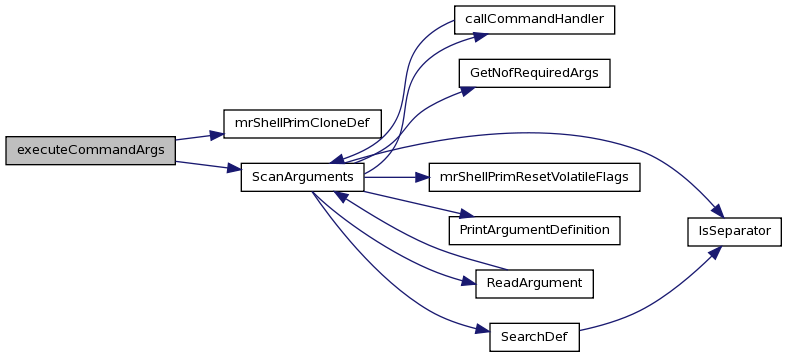 executeCommandArgs
mrShellPrimCloneDef
ScanArguments
callCommandHandler
GetNofRequiredArgs
mrShellPrimResetVolatileFlags
PrintArgumentDefinition
ReadArgument
SearchDef
IsSeparator